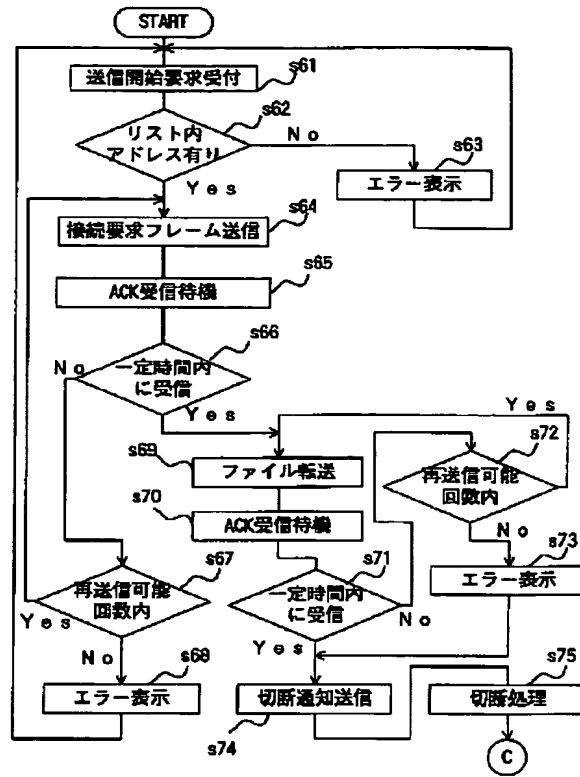 START
送信開始要求受付
s61
リスト内
アドレス有り
s62
No
Yes
エラー表示
s63
接続要求フレーム送信
s64
ACK受信待機
s65
一定時間内
に受信
s66
No
Yes
再送信可能
回数内
s67
Yes
No
エラー表示
s68
ファイル転送
s69
ACK受信待機
s70
一定時間内
に受信
s71
No
Yes
再送信可能
回数内
s72
Yes
No
エラー表示
s73
切断通知送信
s74
切断処理
s75
C